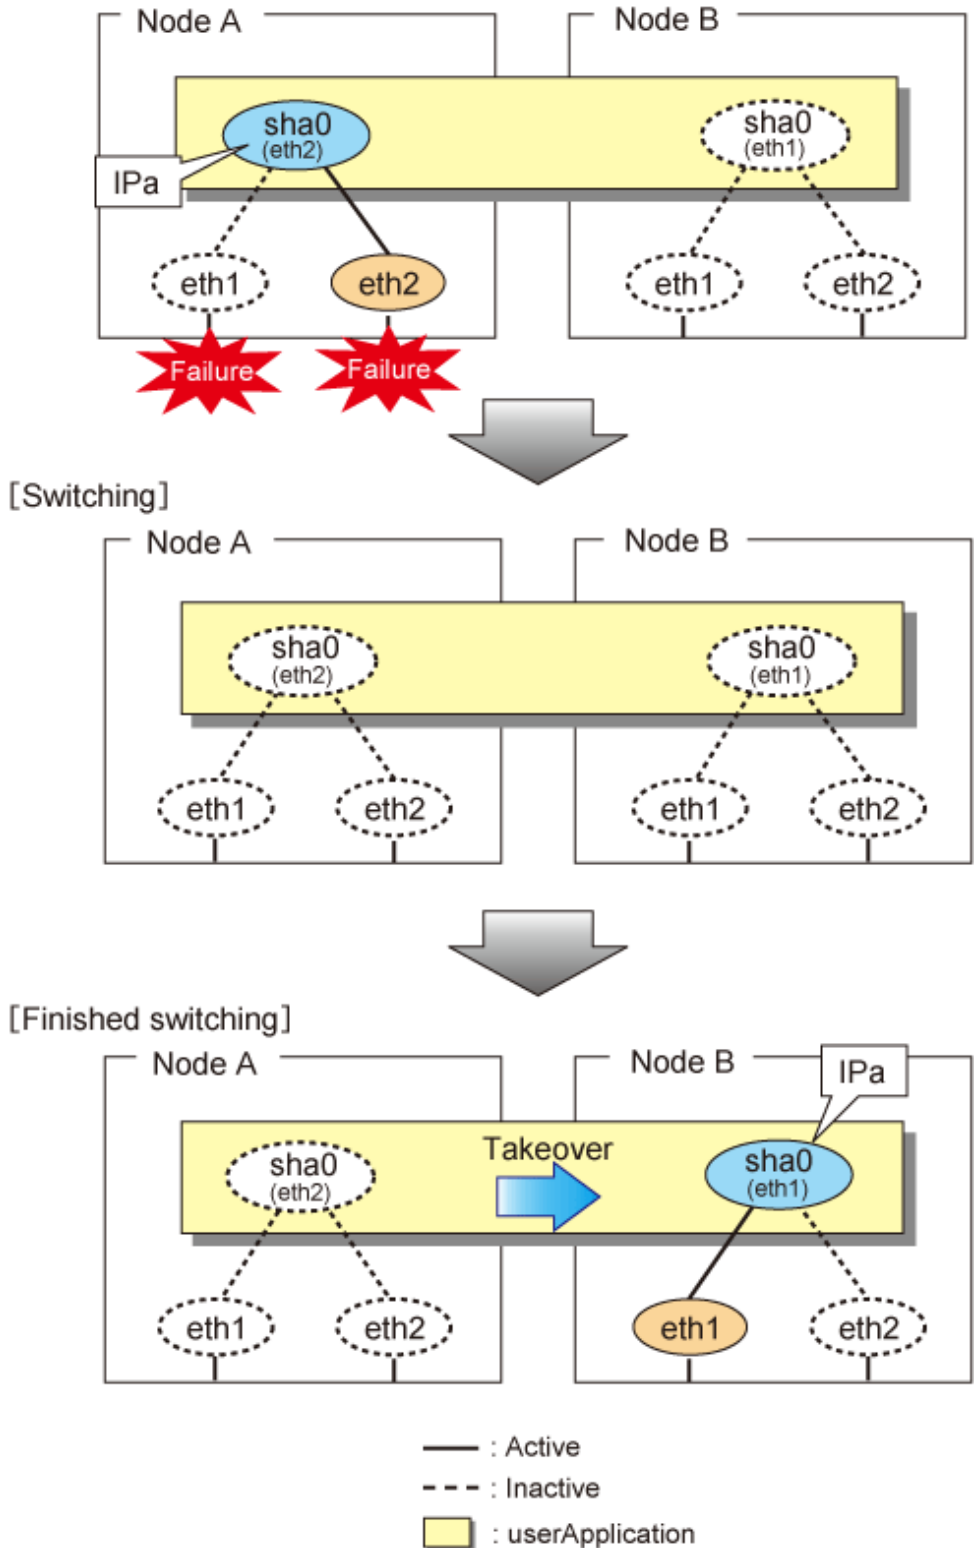 Node A
Node B
sha0
(eth2)
sha0
(eth1)
IPa
eth1
eth2
eth1
eth2
Failure
Failure
[Switching]
Node A
Node B
sha0
(eth2)
sha0
(eth1)
eth1
eth2
eth1
eth2
[Finished switching]
Node A
Node B
IPa
Takeover
sha0
(eth2)
sha0
(eth1)
eth1
eth2
eth1
eth2
: Active
: Inactive
: userApplication